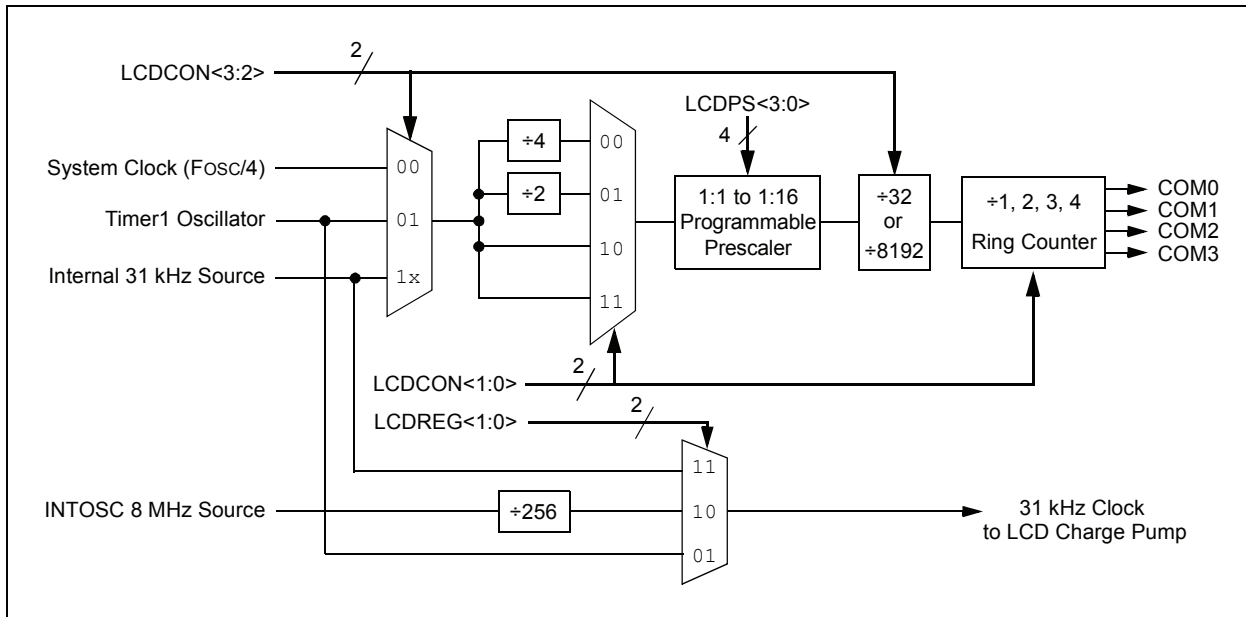 2
LCDCON<3:2>
LCDPS<3:0>
4
÷4
00
System Clock (FOSC/4)
00
÷2
01
1:1 to 1:16
Programmable
Prescaler
÷32
or
÷8192
÷1, 2, 3, 4
Ring Counter
COM0
COM1
COM2
COM3
Timer1 Oscillator
01
10
Internal 31 kHz Source
1x
11
2
LCDCON<1:0>
2
LCDREG<1:0>
11
INTOSC 8 MHz Source
÷256
10
31 kHz Clock
to LCD Charge Pump
01